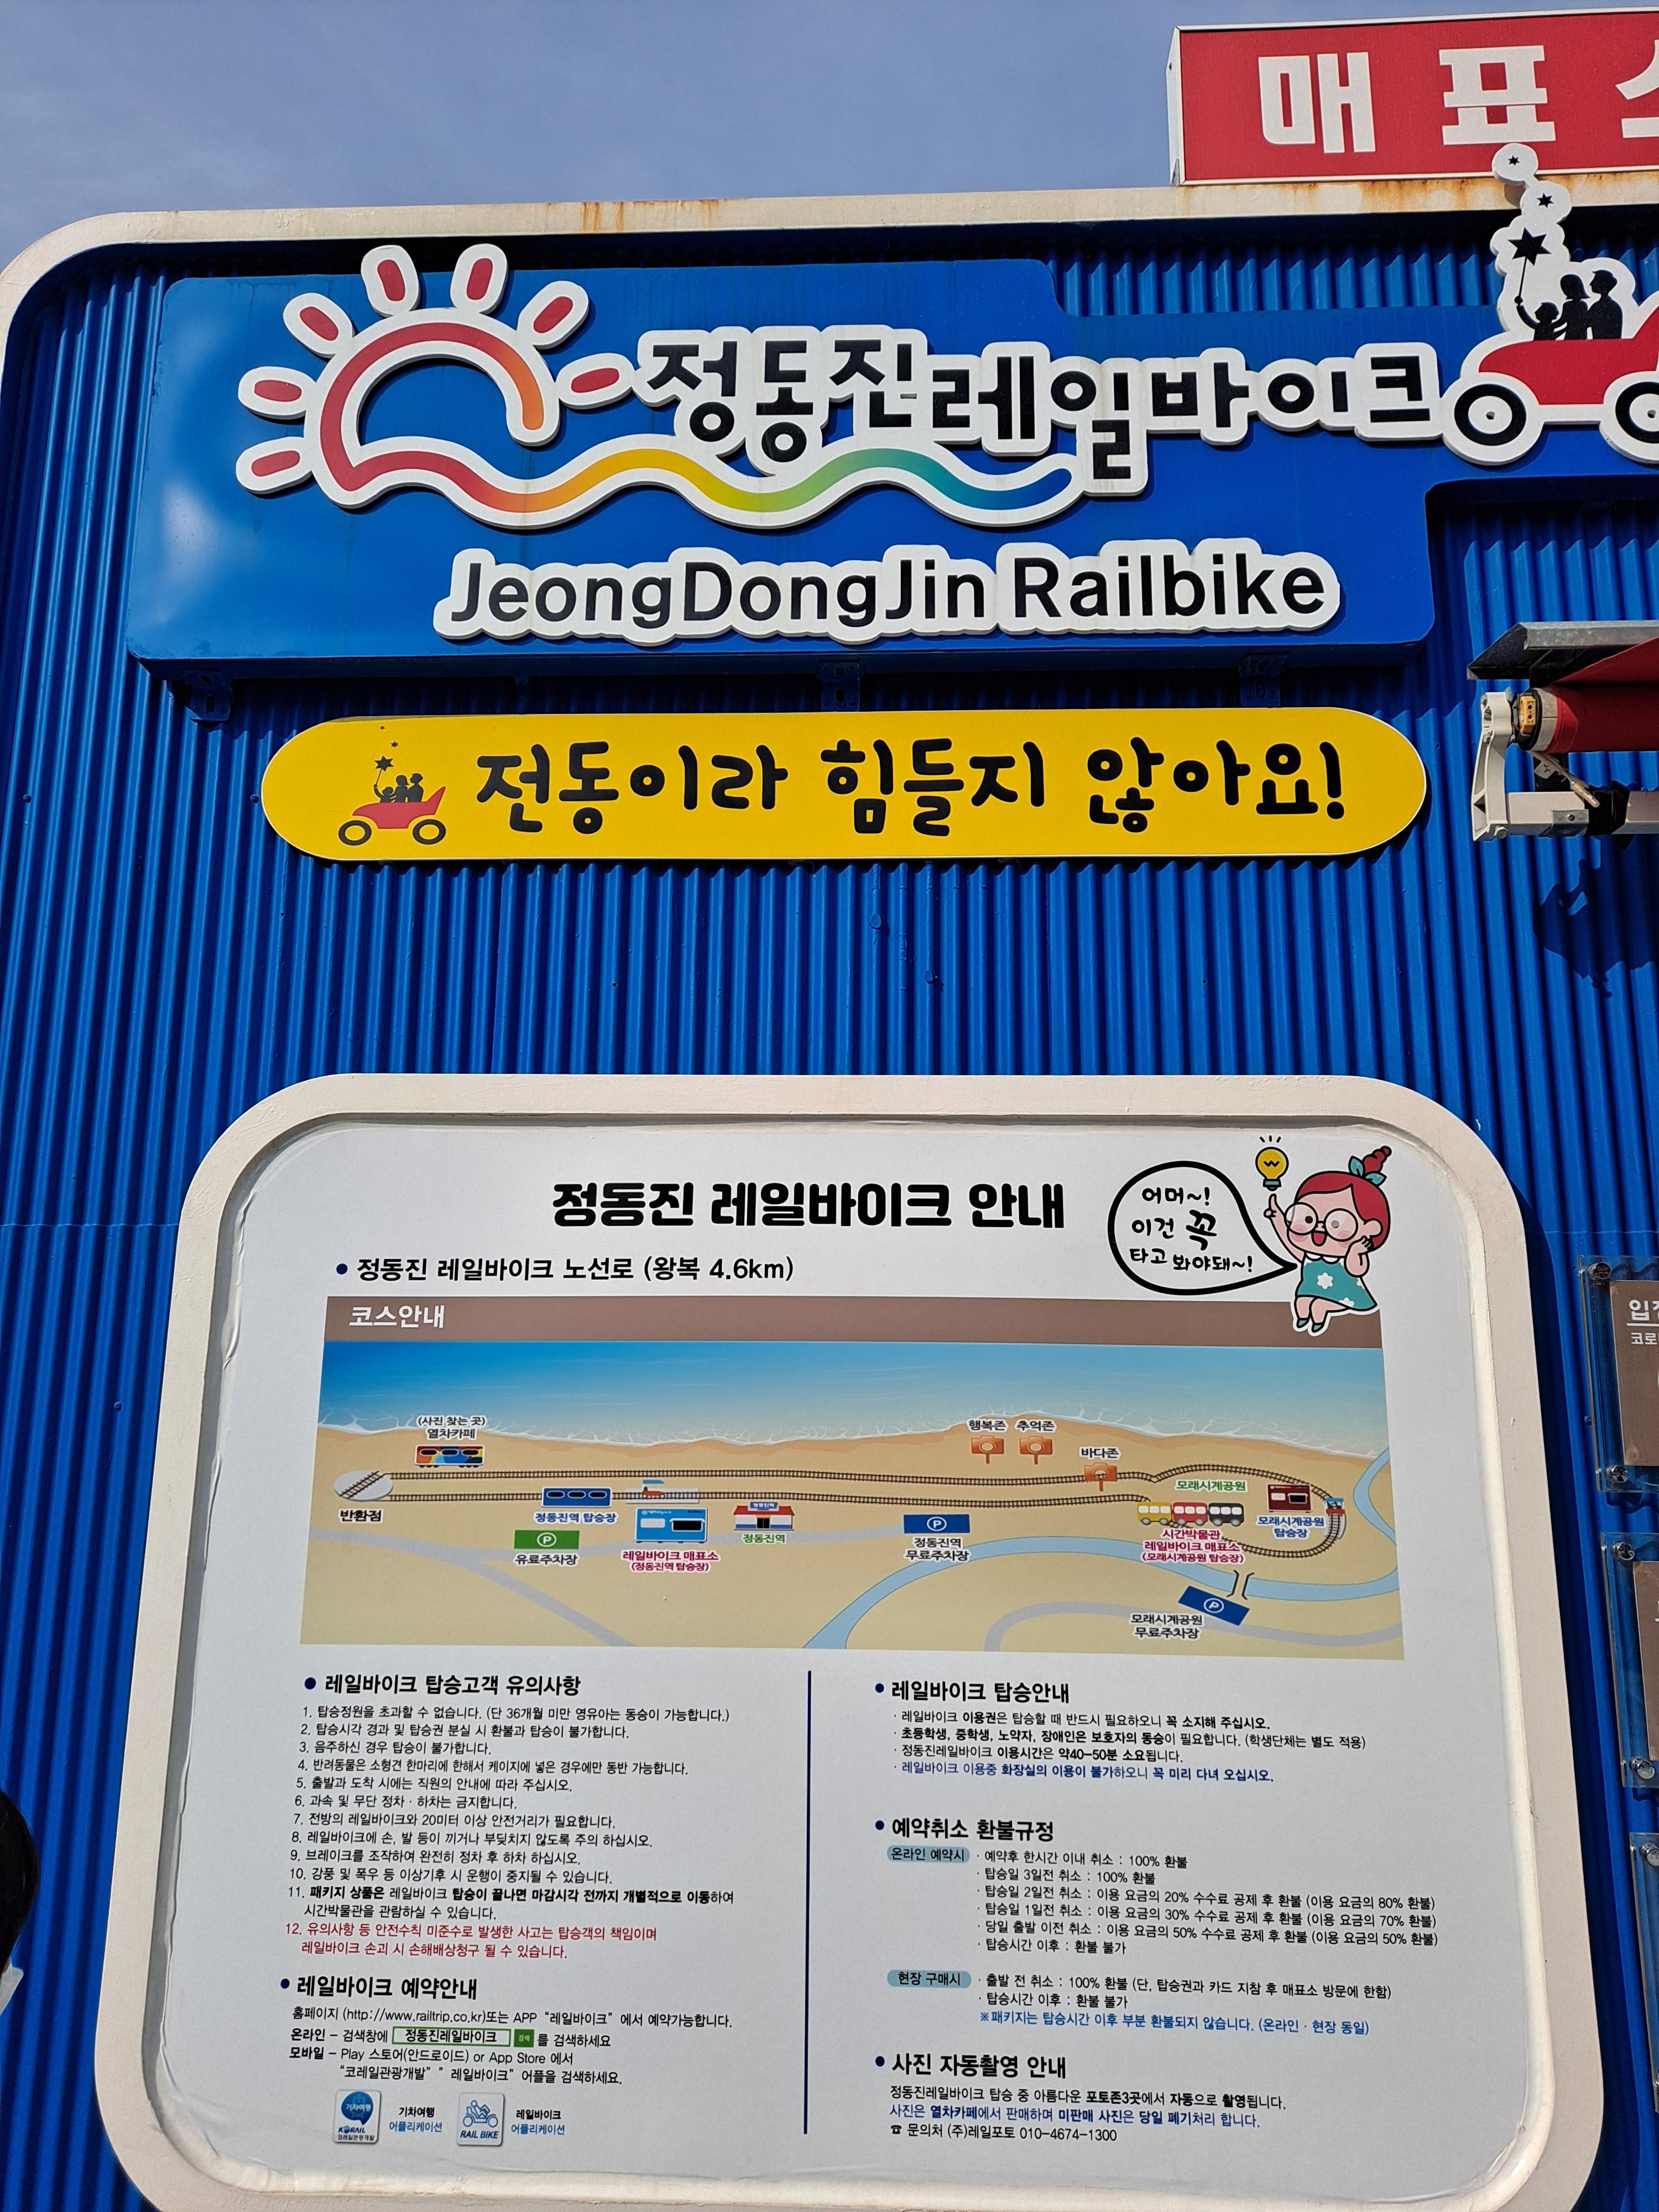 매표
정동진레일바이크
JeongDongJin Railbike
전동이라 힘들지 않아요!
정동진 레일바이크 안내
어머~!
이건 꼭
타고 봐야돼~!
• 정동진 레일바이크 노선로 (왕복 4.6km)
코스안내
(사진 찾는 곳)
열차카페
행복존 추억존
바다존
모래시계공원
반환점
정동진역 탑승장
P
유료주차장
레일바이크 매표소
(정동진역 탑승장)
정동진역
P
정동진역
무료주차장
시간박물관,
레일바이크 매표소
(모래시계공원 탑승장)
모래시계공원
탑승장
P
모래시계공원
무료주차장
• 레일바이크 탑승고객 유의사항
1. 탑승정원을 초과할 수 없습니다. (단 36개월 미만 영유아는 동승이 가능합니다.)
2. 탑승시각 경과 및 탑승권 분실 시 환불과 탑승이 불가합니다.
3. 음주하신 경우 탑승이 불가합니다.
4. 반려동물은 소형견 한마리에 한해서 케이지에 넣은 경우에만 동반 가능합니다.
5. 출발과 도착 시에는 직원의 안내에 따라 주십시오.
6. 과속 및 무단 정차 · 하차는 금지합니다.
7. 전방의 레일바이크와 20미터 이상 안전거리가 필요합니다.
8. 레일바이크에 손, 발 등이 끼거나 부딪치지 않도록 주의 하십시오.
9. 브레이크를 조작하여 완전히 정차 후 하차 하십시오.
10. 강풍 및 폭우 등 이상기후 시 운행이 중지될 수 있습니다.
11. 패키지 상품은 레일바이크 탑승이 끝나면 마감시각 전까지 개별적으로 이동하여
시간박물관을 관람하실 수 있습니다.
12. 유의사항 등 안전수칙 미준수로 발생한 사고는 탑승객의 책임이며
레일바이크 손괴 시 손해배상청구 될 수 있습니다.
• 레일바이크 예약안내
홈페이지 (http://www.railtrip.co.kr)또는 APP “레일바이크” 에서 예약가능합니다.
온라인 – 검색창에 정동진레일바이크 검색 를 검색하세요
모바일 – Play 스토어(안드로이드) or App Store 에서
“코레일관광개발” ” 레일바이크” 어플을 검색하세요.
기차여행
KORAIL
코레일관광개발
기차여행
어플리케이션
RAIL BIKE
레일바이크
어플리케이션
• 레일바이크 탑승안내
· 레일바이크 이용권은 탑승할 때 반드시 필요하오니 꼭 소지해 주십시오.
· 초등학생, 중학생, 노약자, 장애인은 보호자의 동승이 필요합니다. (학생단체는 별도 적용)
· 정동진레일바이크 이용시간은 약40-50분 소요됩니다.
· 레일바이크 이용중 화장실의 이용이 불가하오니 꼭 미리 다녀 오십시오.
• 예약취소 환불규정
온라인 예약시 · 예약후 한시간 이내 취소 : 100% 환불
· 탑승일 3일전 취소 : 100% 환불
· 탑승일 2일전 취소 : 이용 요금의 20% 수수료 공제 후 환불 (이용 요금의 80% 환불)
· 탑승일 1일전 취소 : 이용 요금의 30% 수수료 공제 후 환불 (이용 요금의 70% 환불)
· 당일 출발 이전 취소 : 이용 요금의 50% 수수료 공제 후 환불 (이용 요금의 50% 환불)
· 탑승시간 이후 : 환불 불가
현장 구매시 · 출발 전 취소 : 100% 환불 (단, 탑승권과 카드 지참 후 매표소 방문에 한함)
· 탑승시간 이후 : 환불 불가
※패키지는 탑승시간 이후 부분 환불되지 않습니다. (온라인 · 현장 동일)
• 사진 자동촬영 안내
정동진레일바이크 탑승 중 아름다운 포토존3곳에서 자동으로 촬영됩니다.
사진은 열차카페에서 판매하며 미판매 사진은 당일 폐기처리 합니다.
☎ 문의처 (주)레일포토 010-4674-1300